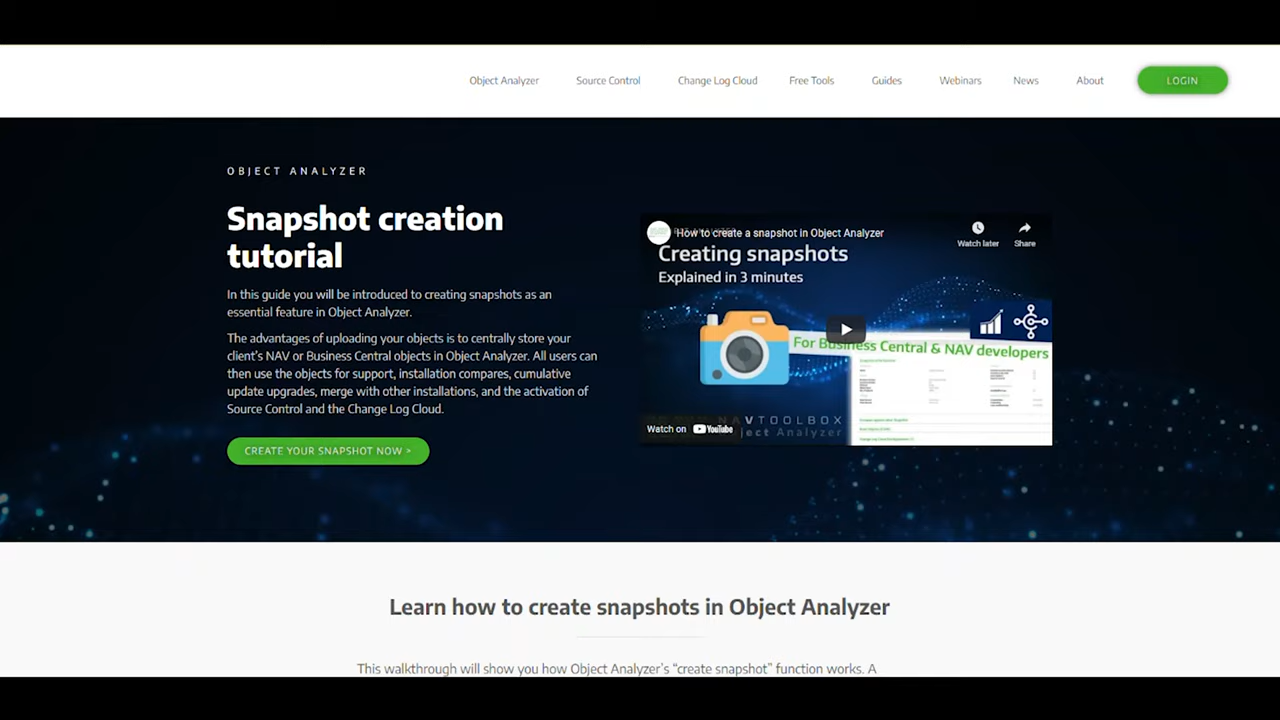 Object Analyzer
Source Control
Change Log Cloud
Free Tools
Guides
Webinars
News
About
LOGIN
OBJECT ANALYZER
Snapshot creation
tutorial
In this guide you will be introduced to creating snapshots as an
essential feature in Object Analyzer.
The advantages of uploading your objects is to centrally store your
client's NAV or Business Central objects in Object Analyzer. All users can
then use the objects for support, installation compares, cumulative
update upgrades, merge with other installations, and the activation of
Source Control and the Change Log Cloud.
CREATE YOUR SNAPSHOT NOW >
How to create a snapshot in Object Analyzer
Watch later
Share
Creating snapshots
Explained in 3 minutes
For Business Central & NAV developers
NAVTOOLBOX
Object Analyzer
Watch on YouTube
Learn how to create snapshots in Object Analyzer
This walkthrough will show you how Object Analyzer's “create snapshot” function works. A